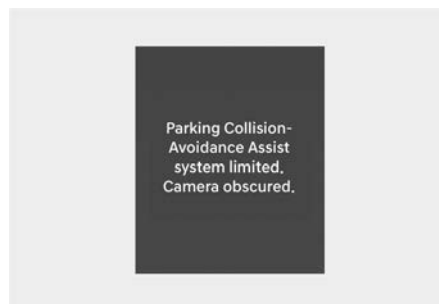 Parking Collision-
Avoidance Assist
system limited.
Camera obscured.